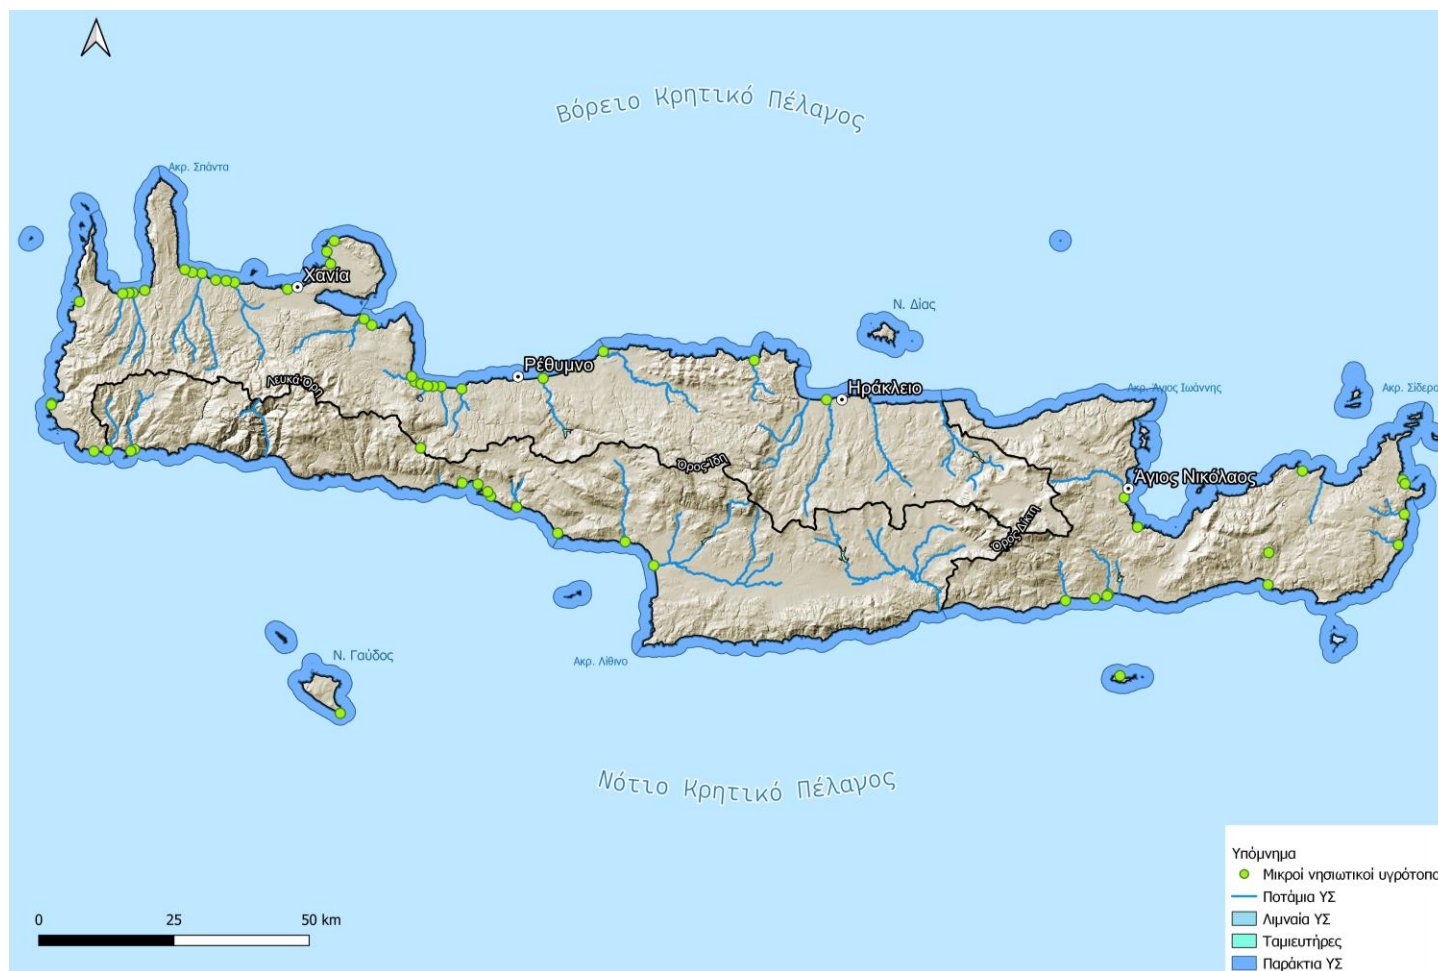 Βόρειο Κρητικό Πέλαγος
Ακρ. Σπάντα
Χανιά
Ν. Δίας
Ρέθυμνο
Λευκά Όρη
Ηράκλειο
Ακρ. Άγιος Ιωάννης
Ακρ. Σίδερο
Όρος Ίδη
Άγιος Νικόλαος
Όρος Δίκτη
Ν. Γαύδος
Ακρ. Λίθινο
Νότιο Κρητικό Πέλαγος
Υπόμνημα
Μικροί νησιωτικοί υγρότοπο
Ποτάμια ΥΣ
Λιμναία ΥΣ
Ταμιευτήρες
Παράκτια ΥΣ
0 25 50 km